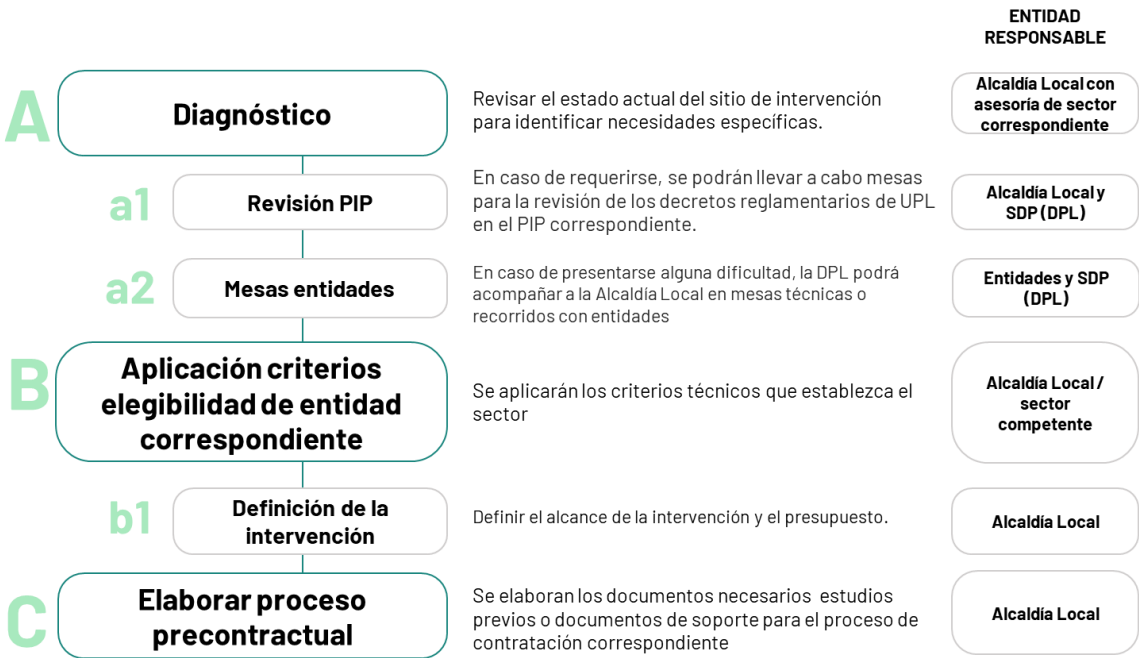 ENTIDAD
RESPONSABLE
A
Diagnóstico
Revisar el estado actual del sitio de intervención
para identificar necesidades específicas.
Alcaldía Local con
asesoría de sector
correspondiente
a1
Revisión PIP
En caso de requerirse, se podrán llevar a cabo mesas
para la revisión de los decretos reglamentarios de UPL
en el PIP correspondiente.
Alcaldía Local y
SDP (DPL)
a2
Mesas entidades
En caso de presentarse alguna dificultad, la DPL podrá
acompañar a la Alcaldía Local en mesas técnicas o
recorridos con entidades
Entidades y SDP
(DPL)
B
Aplicación criterios
elegibilidad de entidad
correspondiente
Se aplicarán los criterios técnicos que establezca el
sector
Alcaldía Local /
sector
competente
b1
Definición de la
intervención
Definir el alcance de la intervención y el presupuesto.
Alcaldía Local
C
Elaborar proceso
precontractual
Se elaboran los documentos necesarios estudios
previos o documentos de soporte para el proceso de
contratación correspondiente
Alcaldía Local